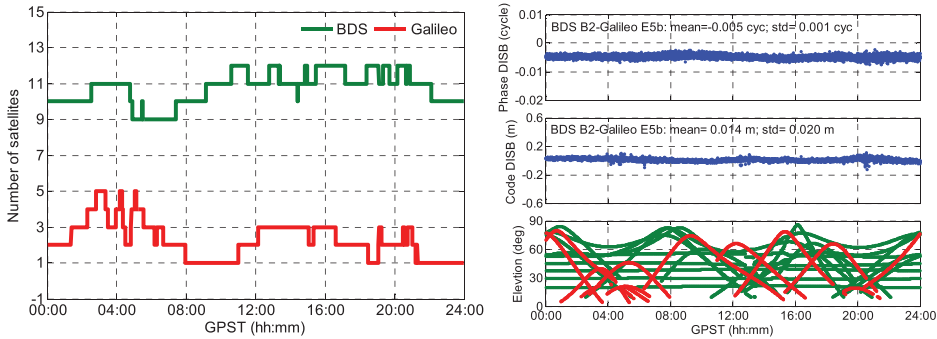 15
13
11
9
7
5
3
1
-1
Number of satellites
BDS
Galileo
00:00 04:00 08:00 12:00 16:00 20:00 24:00
GPST (hh:mm)
0.01
0
-0.01
-0.02
Phase DISB (cycle)
BDS B2-Galileo E5b: mean=-0.005 cyc; std= 0.001 cyc
0.6
0.2
-0.2
-0.6
Code DISB (m)
BDS B2-Galileo E5b: mean= 0.014 m; std= 0.020 m
90
60
30
0
Elevtion (deg)
00:00 04:00 08:00 12:00 16:00 20:00 24:00
GPST (hh:mm)